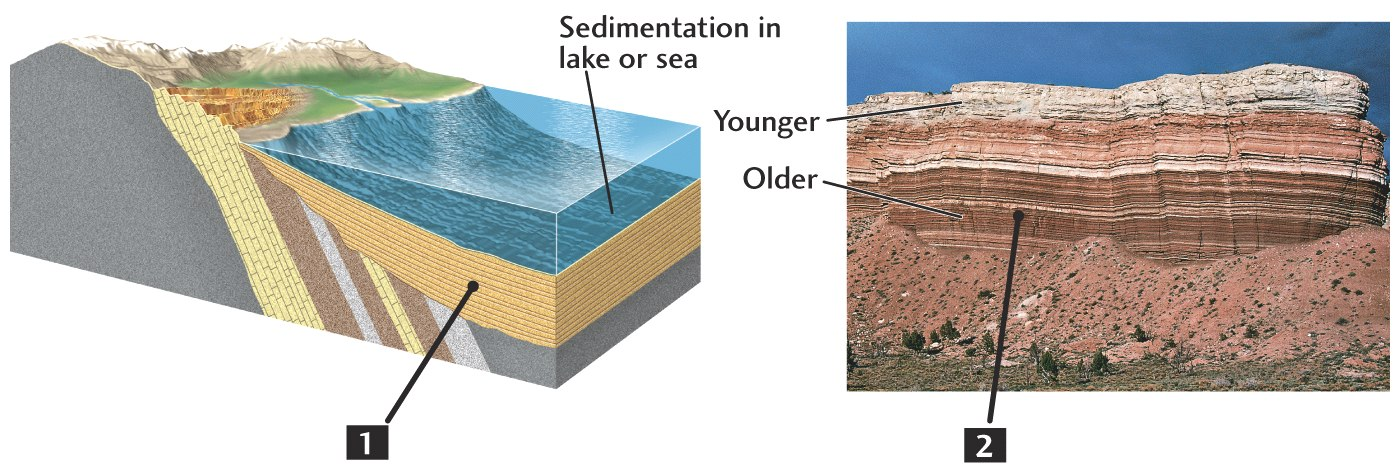 Sedimentation in
lake or sea
Younger
Older
1
2